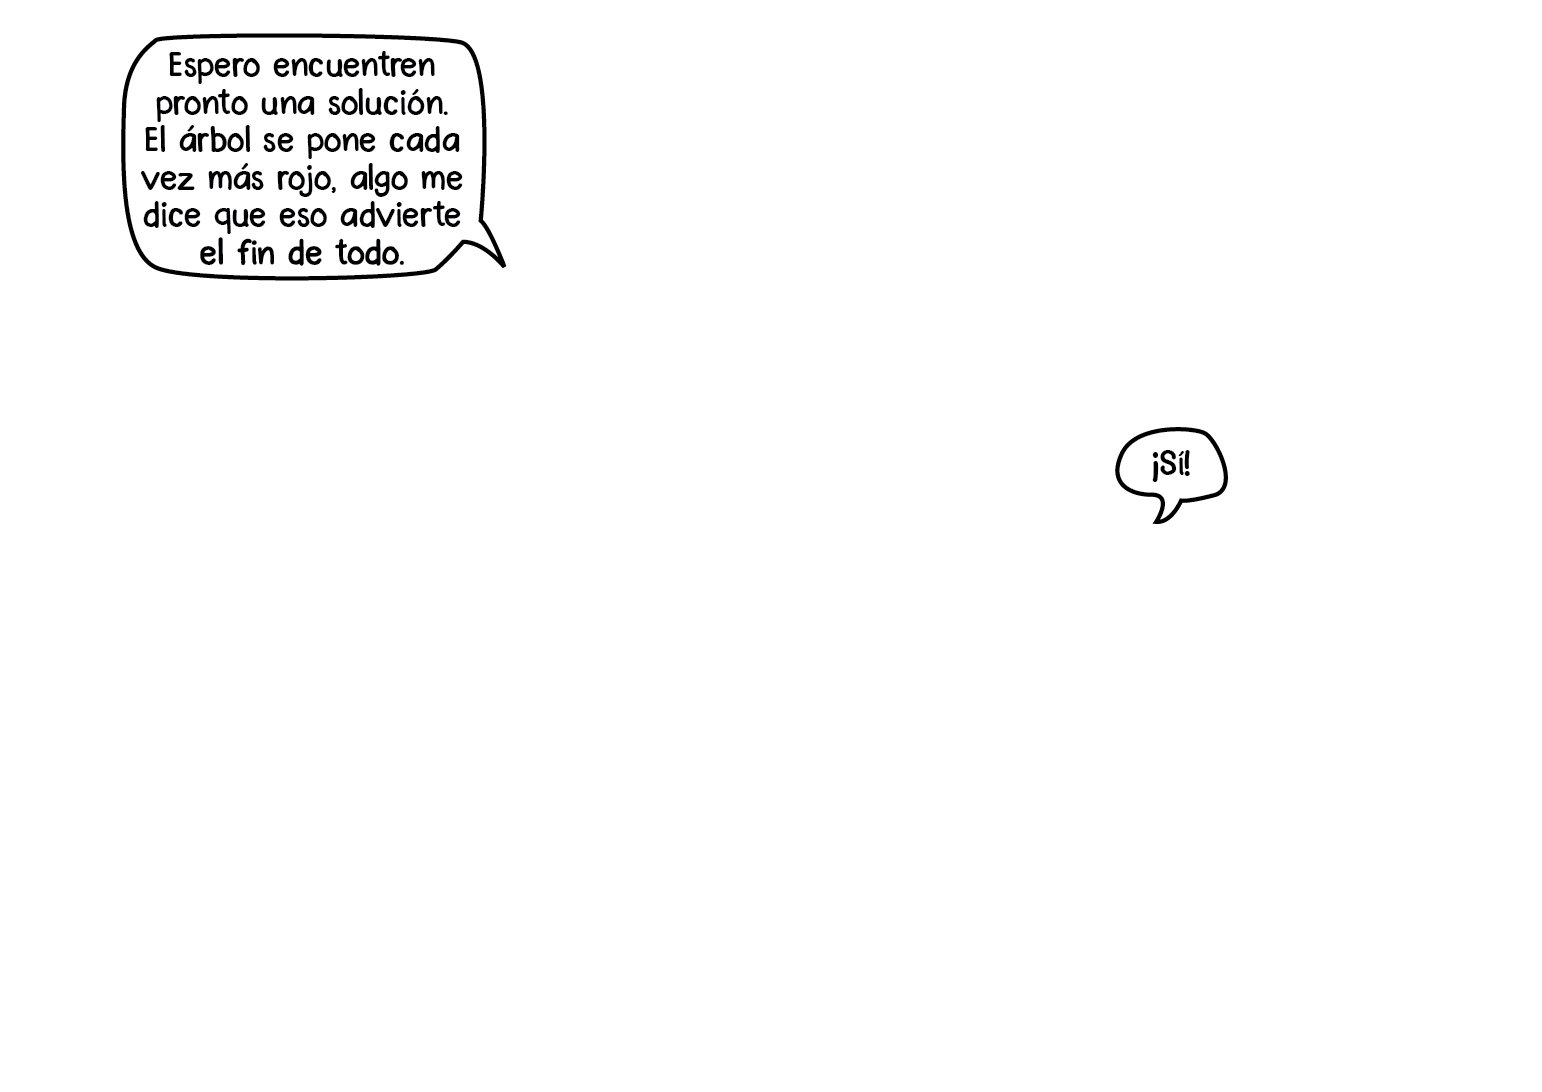 Espero encuentren
pronto una solución.
El árbol se pone cada
vez más rojo, algo me
dice que eso advierte
el fin de todo.
¡Sí!